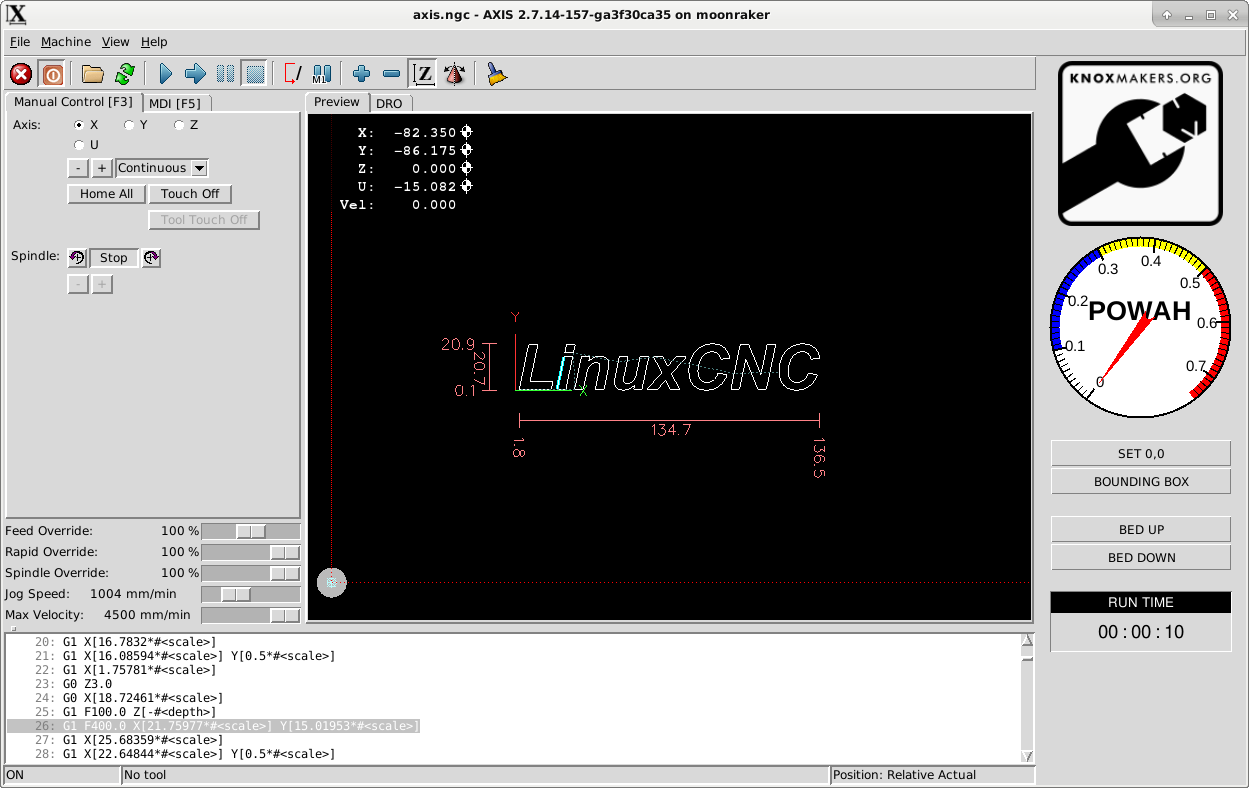 axis.ngc - AXIS 2.7.14-157-ga3f30ca35 on moonraker
File Machine View Help
Manual Control [F3] MDI [F5]
Axis: X Y Z
U
- + Continuous
Home All Touch Off
Tool Touch Off
Spindle: Stop
- +
Feed Override: 100 %
Rapid Override: 100 %
Spindle Override: 100 %
Jog Speed: 1004 mm/min
Max Velocity: 4500 mm/min
Preview DRO
X: -82.350
Y: -86.175
Z: 0.000
U: -15.082
Vel: 0.000
Y
20.9
20.7
0.1
LinuxCNC
X
134.7
1.8
136.5
20: G1 X[16.7832*#<scale>]
21: G1 X[16.08594*#<scale>] Y[0.5*#<scale>]
22: G1 X[1.75781*#<scale>]
23: G0 Z3.0
24: G0 X[18.72461*#<scale>]
25: G1 F100.0 Z[-#<depth>]
26: G1 F400.0 X[21.75977*#<scale>] Y[15.01953*#<scale>]
27: G1 X[25.68359*#<scale>]
28: G1 X[22.64844*#<scale>] Y[0.5*#<scale>]
ON No tool Position: Relative Actual
KNOXMAKERS.ORG
0 0.1 0.2 0.3 0.4 0.5 0.6 0.7
POWAH
SET 0,0
BOUNDING BOX
BED UP
BED DOWN
RUN TIME
00 : 00 : 10
X
Z
M1